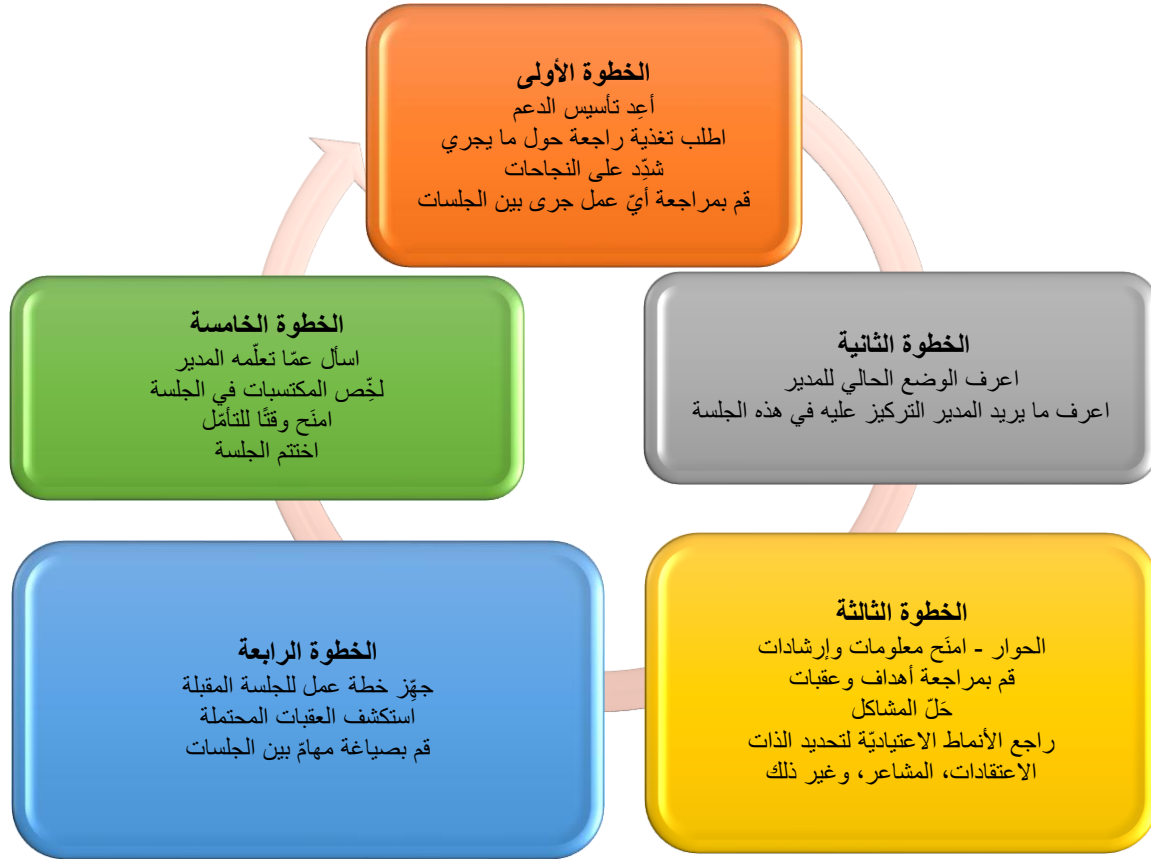 الخطوة الأولى
أعِد تأسيس الدعم
اطلب تغذية راجعة حول ما يجري
شدِّد على النجاحات
قم بمراجعة أيّ عمل جرى بين الجلسات
الخطوة الثانية
اعرف الوضع الحالي للمدير
اعرف ما يريد المدير التركيز عليه في هذه الجلسة
الخطوة الثالثة
الحوار - امنَح معلومات وإرشادات
قم بمراجعة أهداف وعقبات
حَلّ المشاكل
راجع الأنماط الاعتياديّة لتحديد الذات
الاعتقادات، المشاعر، وغير ذلك
الخطوة الرابعة
جهِّز خطة عمل للجلسة المقبلة
استكشف العقبات المحتملة
قم بصياغة مهامّ بين الجلسات
الخطوة الخامسة
اسأل عمّا تعلّمه المدير
لخِّص المكتسبات في الجلسة
امنَح وقتًا للتأمّل
اختتم الجلسة